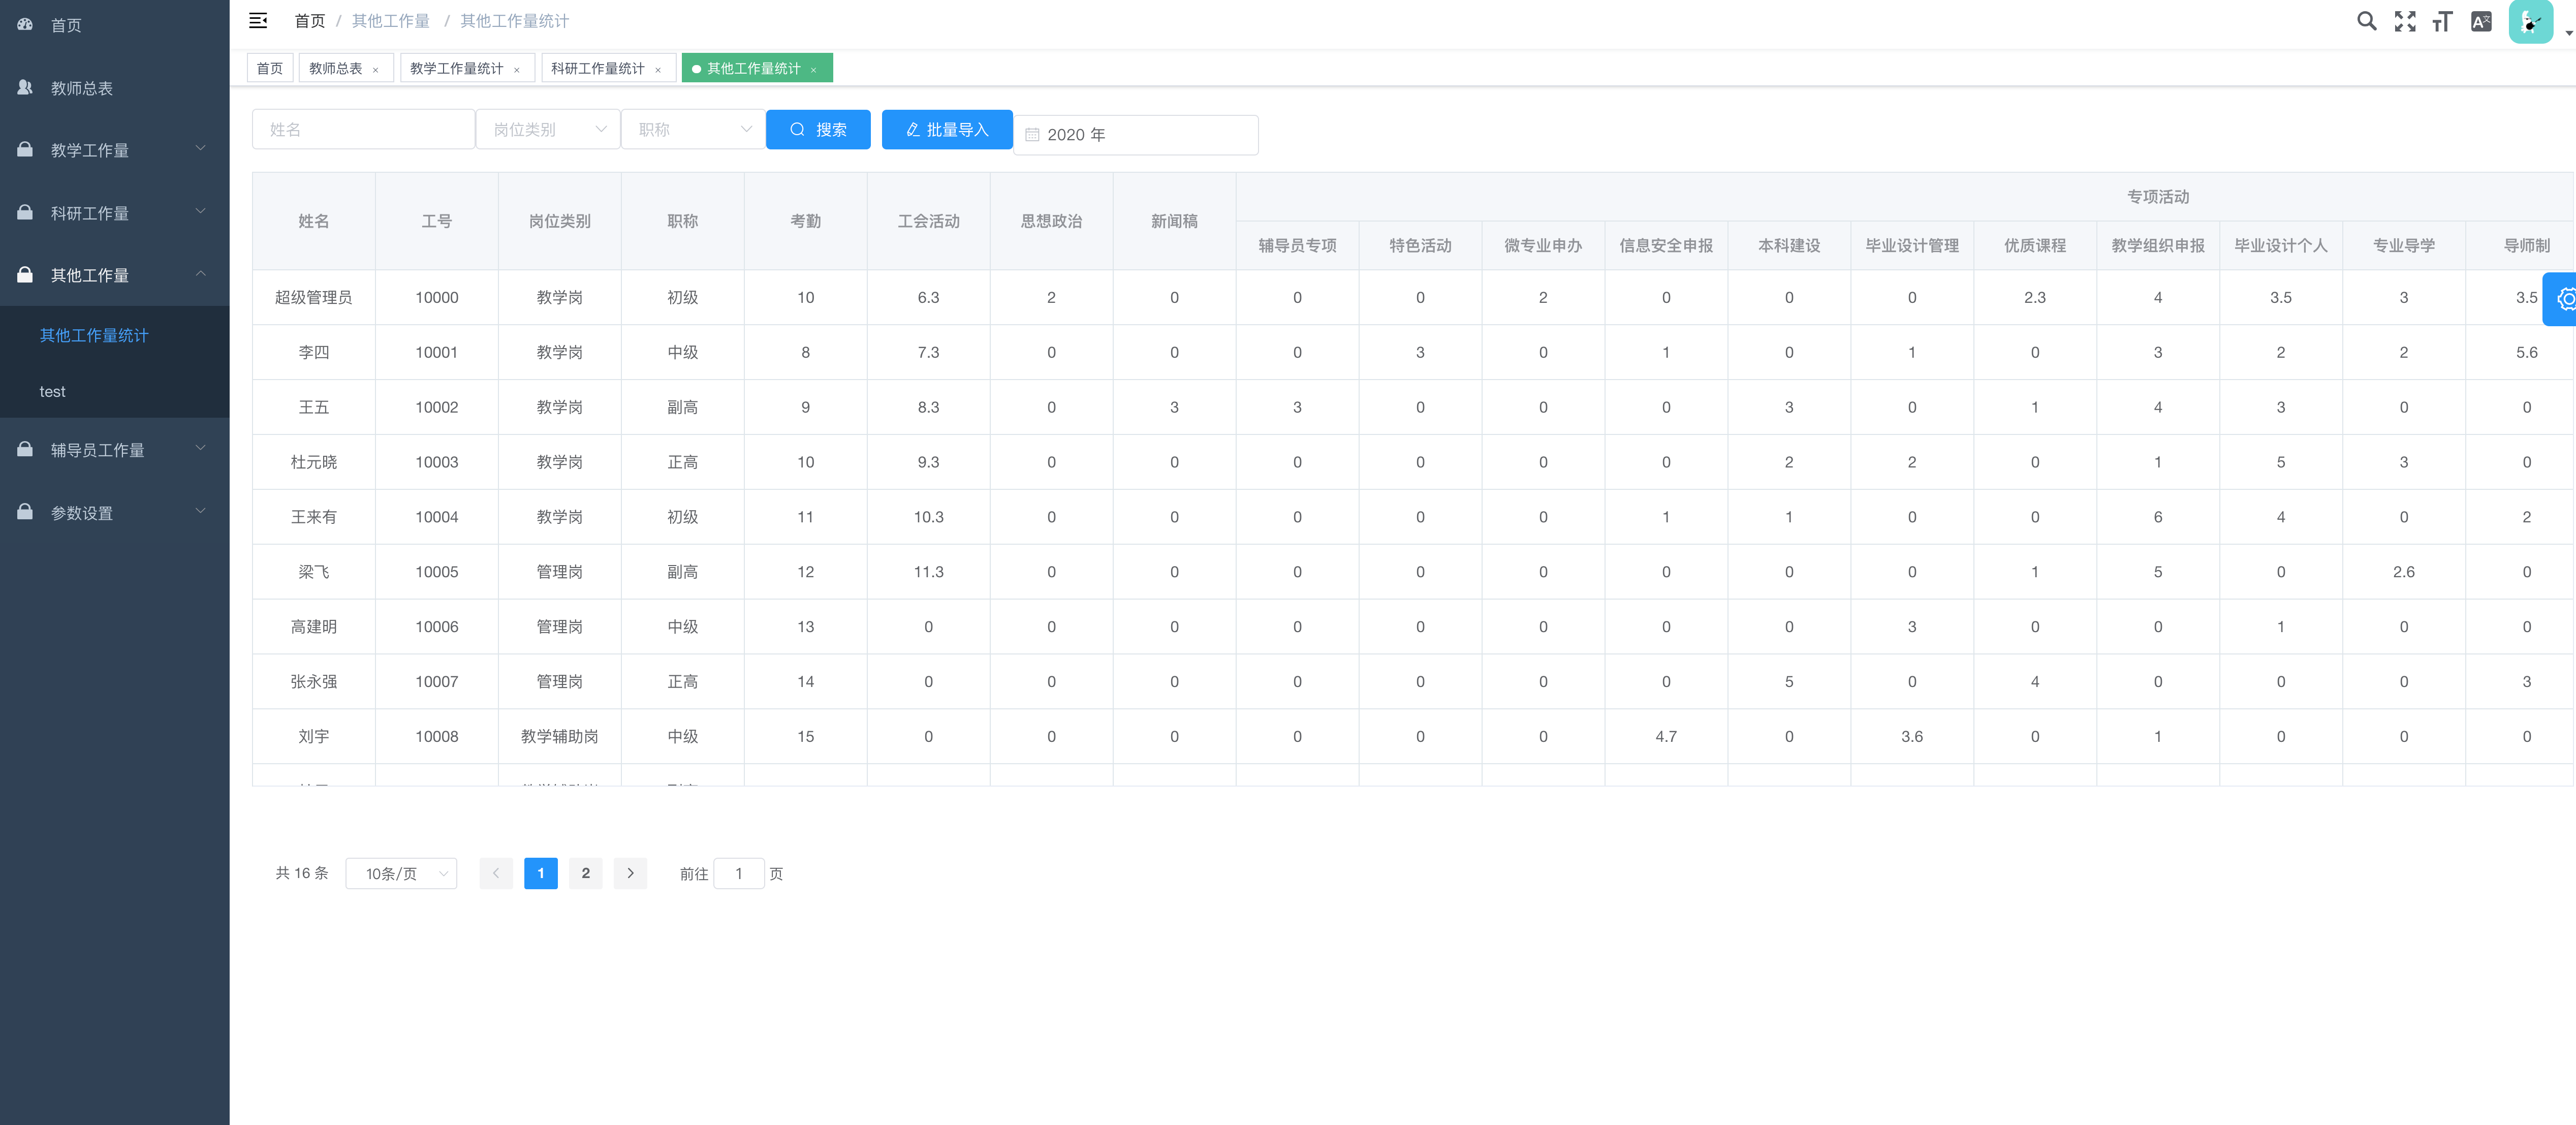 首页
教师总表
教学工作量
科研工作量
其他工作量
其他工作量统计
test
辅导员工作量
参数设置
首页 / 其他工作量 / 其他工作量统计
首页 教师总表 × 教学工作量统计 × 科研工作量统计 × 其他工作量统计 ×
姓名 岗位类别 职称 搜索 批量导入 2020 年
专项活动
姓名 工号 岗位类别 职称 考勤 工会活动 思想政治 新闻稿
辅导员专项 特色活动 微专业申办 信息安全申报 本科建设 毕业设计管理 优质课程 教学组织申报 毕业设计个人 专业导学 导师制
超级管理员 10000 教学岗 初级 10 6.3 2 0 0 0 2 0 0 0 2.3 4 3.5 3 3.5
李四 10001 教学岗 中级 8 7.3 0 0 0 3 0 1 0 1 0 3 2 2 5.6
王五 10002 教学岗 副高 9 8.3 0 3 3 0 0 0 3 0 1 4 3 0 0
杜元晓 10003 教学岗 正高 10 9.3 0 0 0 0 0 0 2 2 0 1 5 3 0
王来有 10004 教学岗 初级 11 10.3 0 0 0 0 0 1 1 0 0 6 4 0 2
梁飞 10005 管理岗 副高 12 11.3 0 0 0 0 0 0 0 0 1 5 0 2.6 0
高建明 10006 管理岗 中级 13 0 0 0 0 0 0 0 0 3 0 0 1 0 0
张永强 10007 管理岗 正高 14 0 0 0 0 0 0 0 5 0 4 0 0 0 3
刘宇 10008 教学辅助岗 中级 15 0 0 0 0 0 0 4.7 0 3.6 0 1 0 0 0
共 16 条 10条/页 1 2 前往 1 页